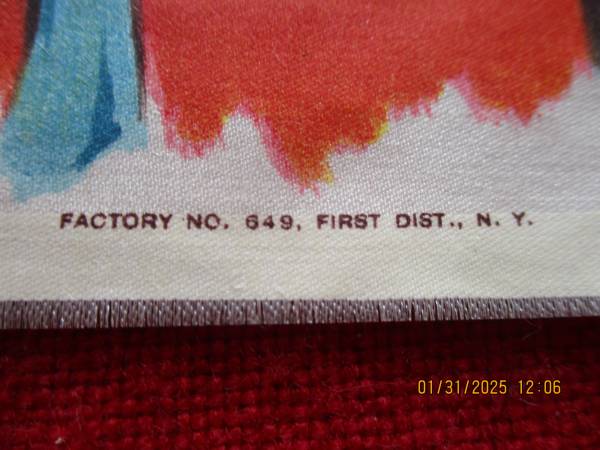 FACTORY NO. 649, FIRST DIST., N. Y.
01/31/2025 12:06